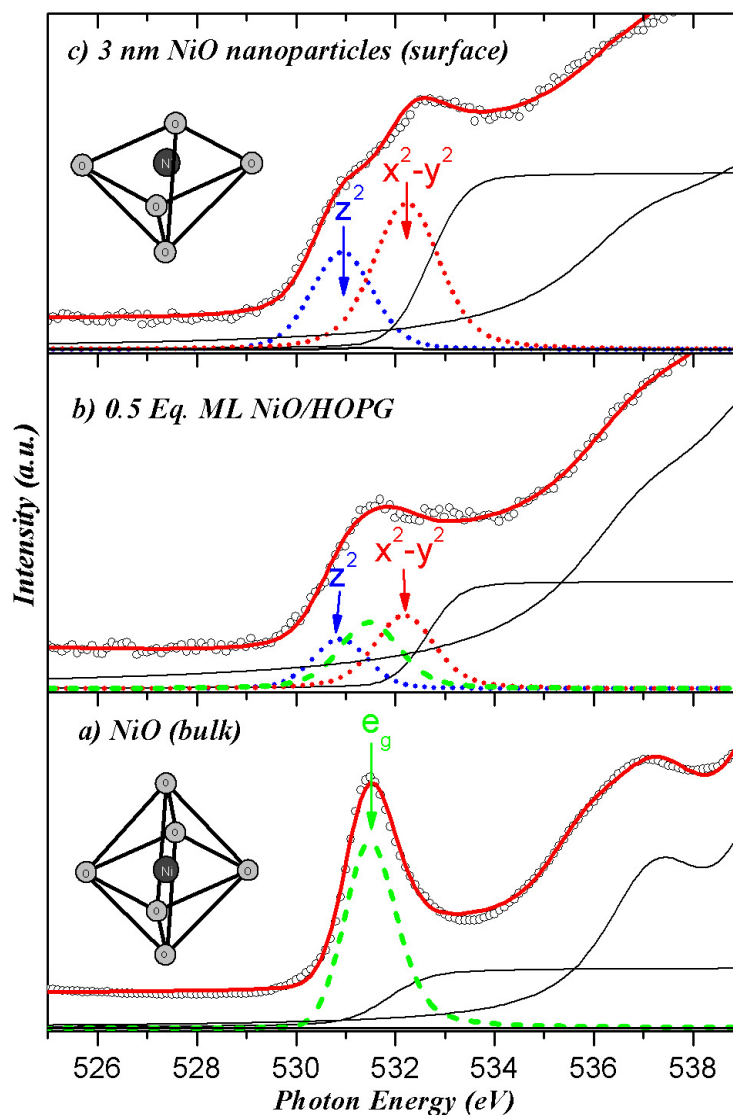 c) 3 nm NiO nanoparticles (surface)
O
O
Ni
O
O
O
z²
x²-y²
b) 0.5 Eq. ML NiO/HOPG
z²
x²-y²
Intensity (a.u.)
a) NiO (bulk)
e_g
O
O
Ni
O
O
O
O
526 528 530 532 534 536 538
Photon Energy (eV)